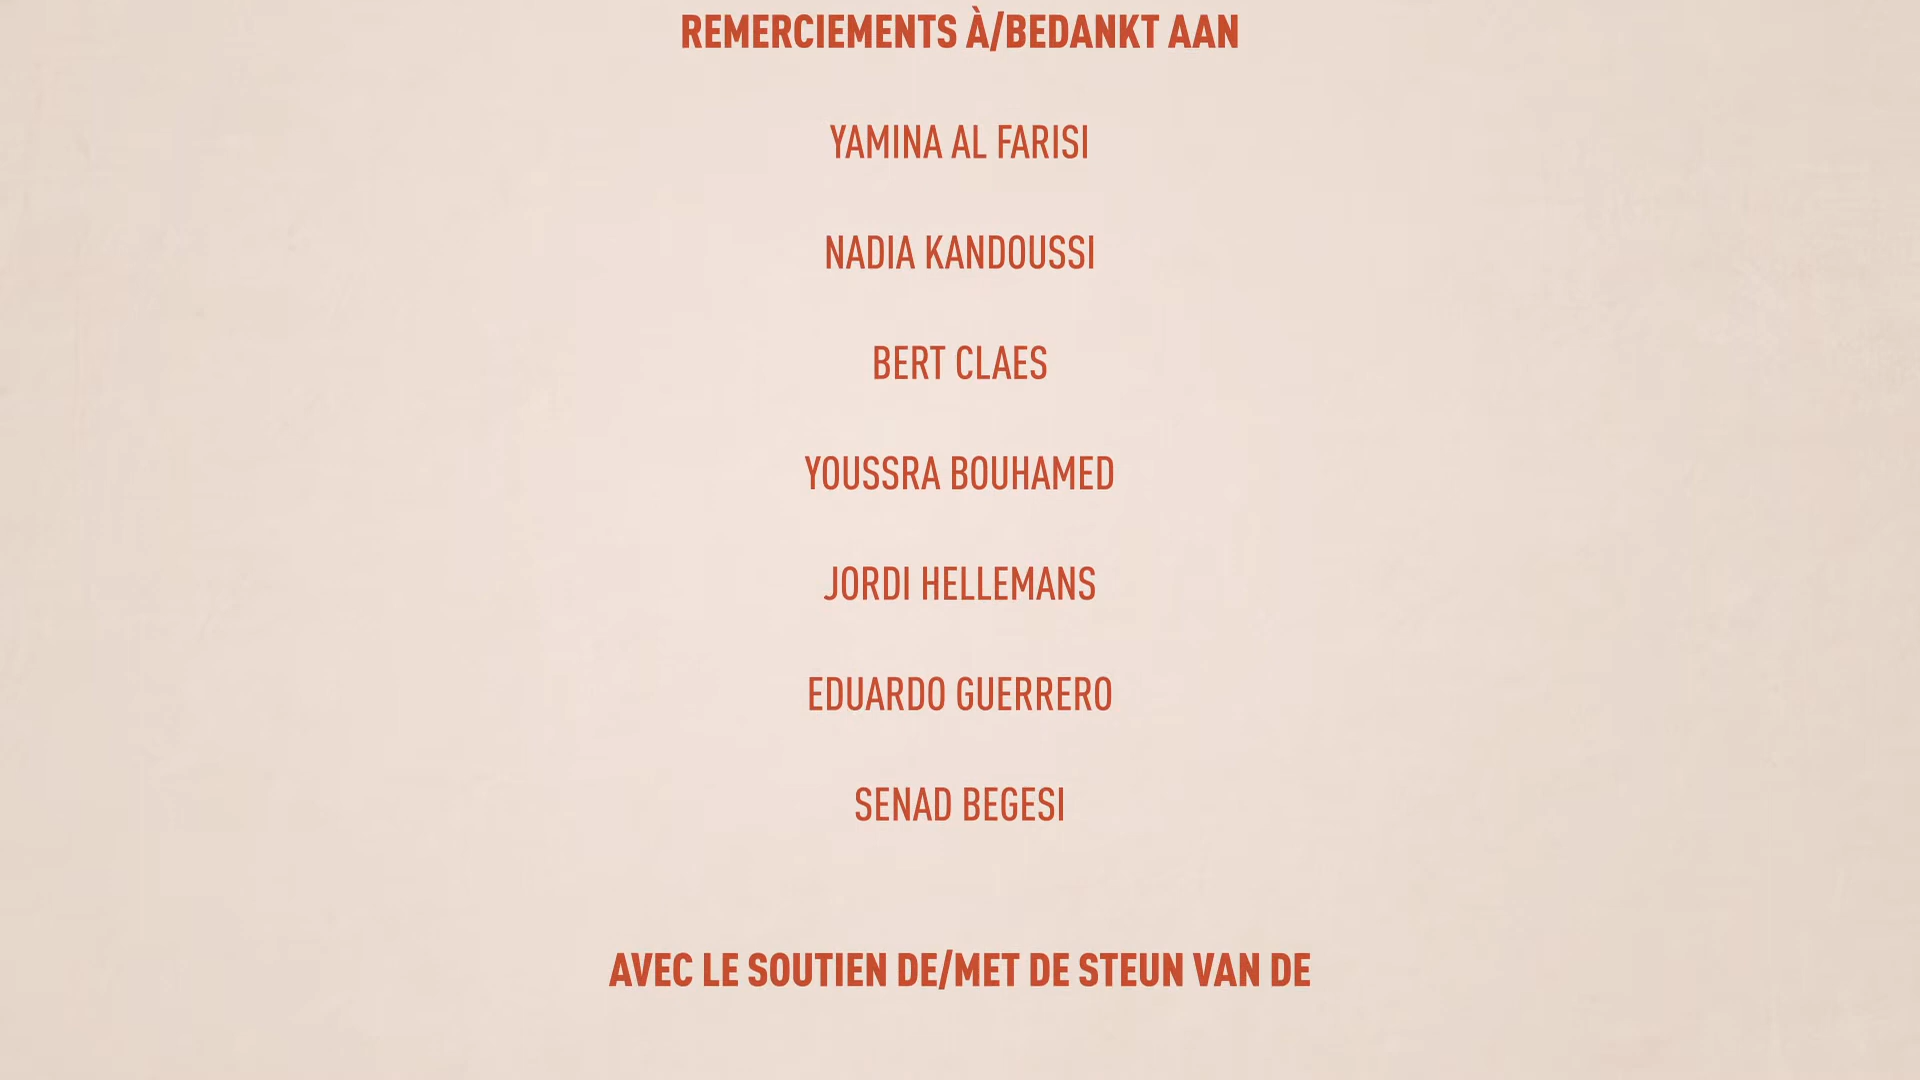 REMERCIEMENTS À/BEDANKT AAN
YAMINA AL FARISI
NADIA KANDOUSSI
BERT CLAES
YOUSSRA BOUHAMED
JORDI HELLEMANS
EDUARDO GUERRERO
SENAD BEGESI
AVEC LE SOUTIEN DE/MET DE STEUN VAN DE